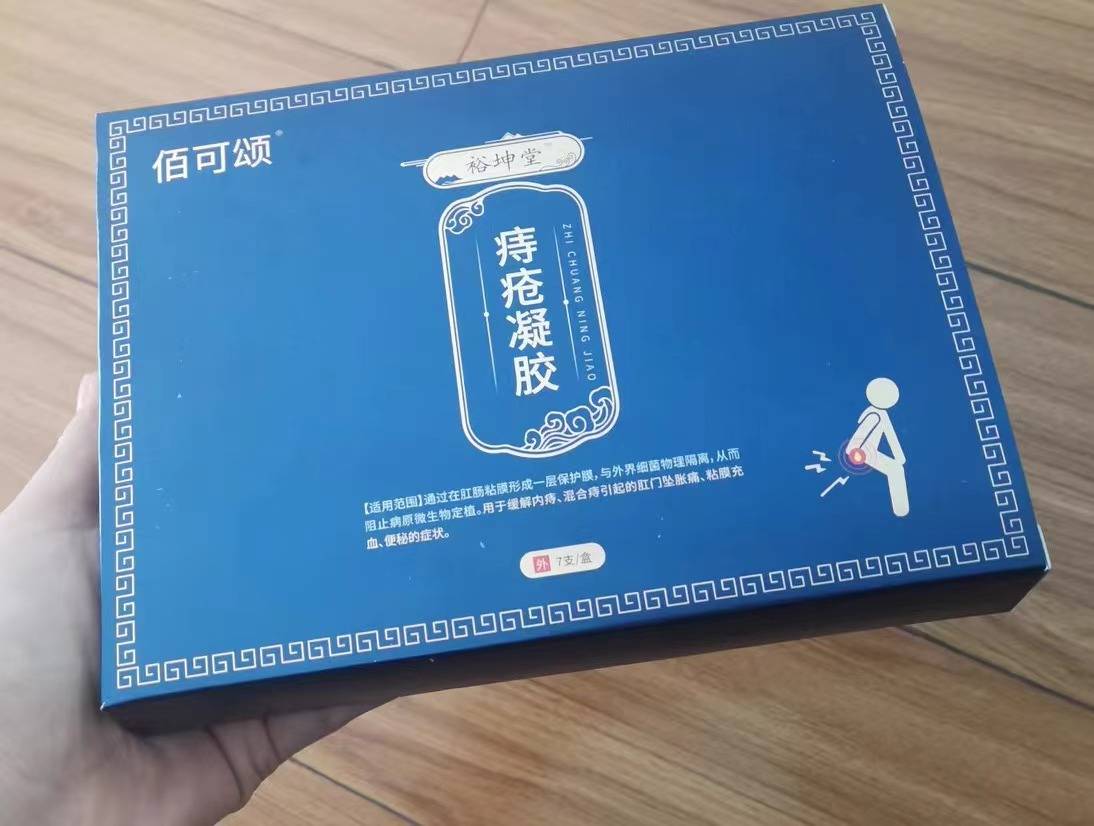 佰可颂®
裕坤堂
痔疮凝胶
ZHI CHUANG NING JIAO
【适用范围】通过在肛肠粘膜形成一层保护膜，与外界细菌物理隔离，从而
阻止病原微生物定植。用于缓解内痔、混合痔引起的肛门坠胀痛、粘膜充
血、便秘的症状。
外 7支/盒